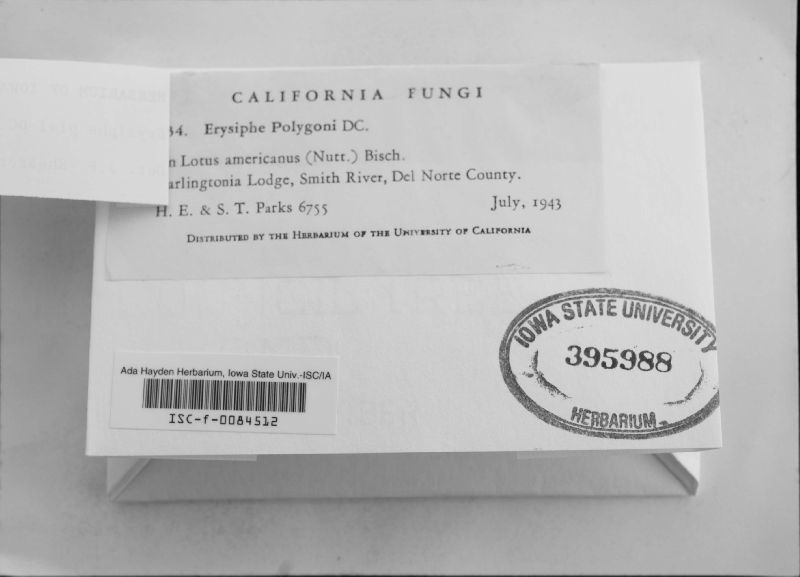 CALIFORNIA FUNGI
34. Erysiphe Polygoni DC.
n Lotus americanus (Nutt.) Bisch.
arlingtonia Lodge, Smith River, Del Norte County.
H. E. & S. T. Parks 6755 July, 1943
DISTRIBUTED BY THE HERBARIUM OF THE UNIVERSITY OF CALIFORNIA
IOWA STATE UNIVERSITY
395988
HERBARIUM
Ada Hayden Herbarium, Iowa State Univ.-ISC/IA
ISC-f-0084512